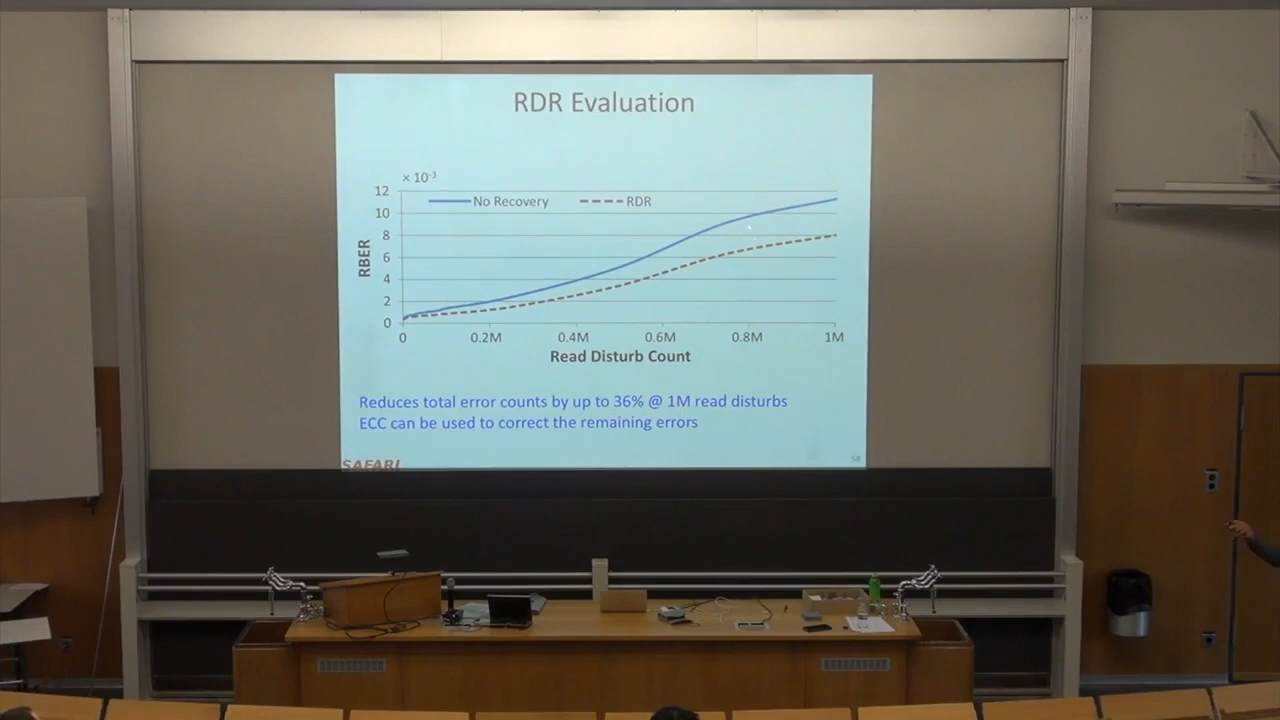 RDR Evaluation
× 10-3
12
No Recovery
RDR
10
8
6
4
2
0
RBER
0
0.2M
0.4M
0.6M
0.8M
1M
Read Disturb Count
Reduces total error counts by up to 36% @ 1M read disturbs
ECC can be used to correct the remaining errors
SAFARI
58